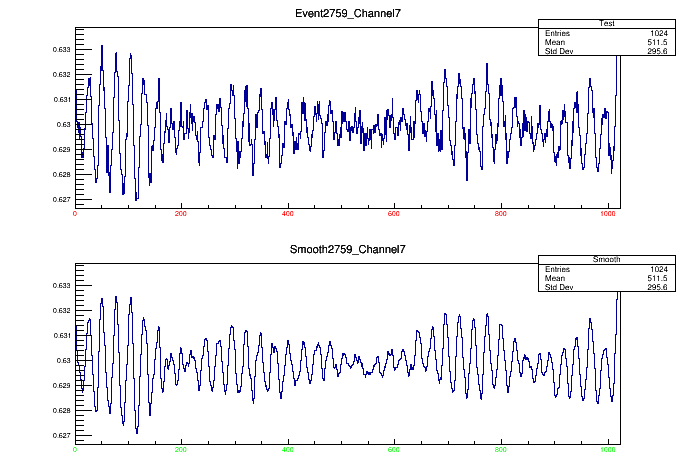 Event2759_Channel7
Test
Entries 1024
Mean 511.5
Std Dev 295.6
0.633
0.632
0.631
0.63
0.629
0.628
0.627
0 200 400 600 800 1000
Smooth2759_Channel7
Smooth
Entries 1024
Mean 511.5
Std Dev 295.6
0.633
0.632
0.631
0.63
0.629
0.628
0.627
0 200 400 600 800 1000